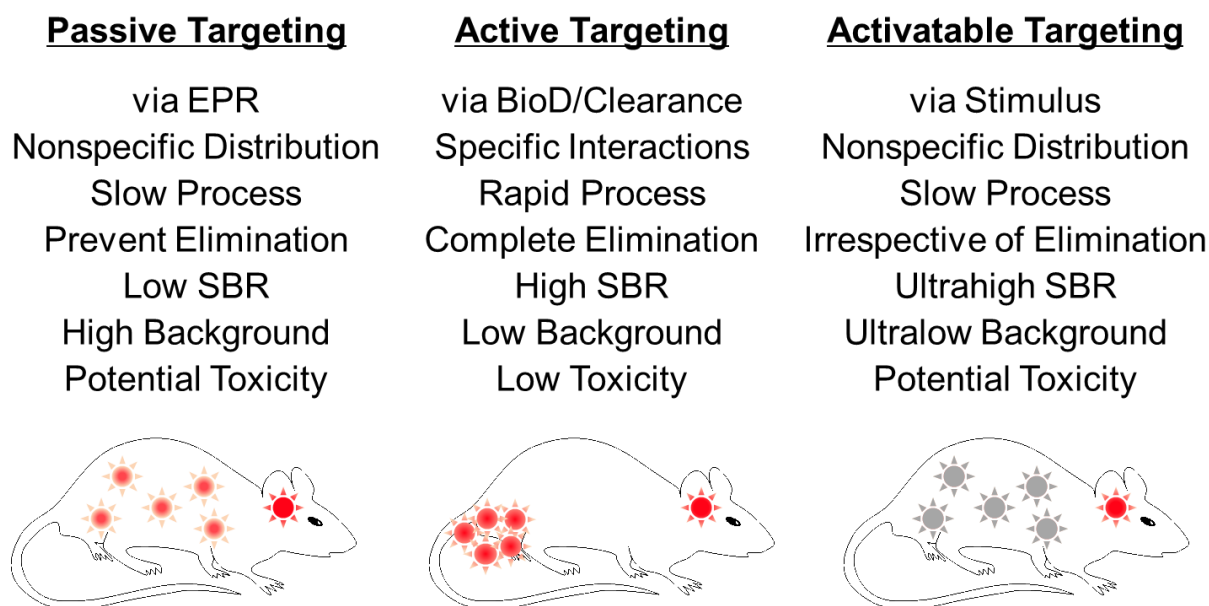 Passive Targeting
via EPR
Nonspecific Distribution
Slow Process
Prevent Elimination
Low SBR
High Background
Potential Toxicity
Active Targeting
via BioD/Clearance
Specific Interactions
Rapid Process
Complete Elimination
High SBR
Low Background
Low Toxicity
Activatable Targeting
via Stimulus
Nonspecific Distribution
Slow Process
Irrespective of Elimination
Ultrahigh SBR
Ultralow Background
Potential Toxicity